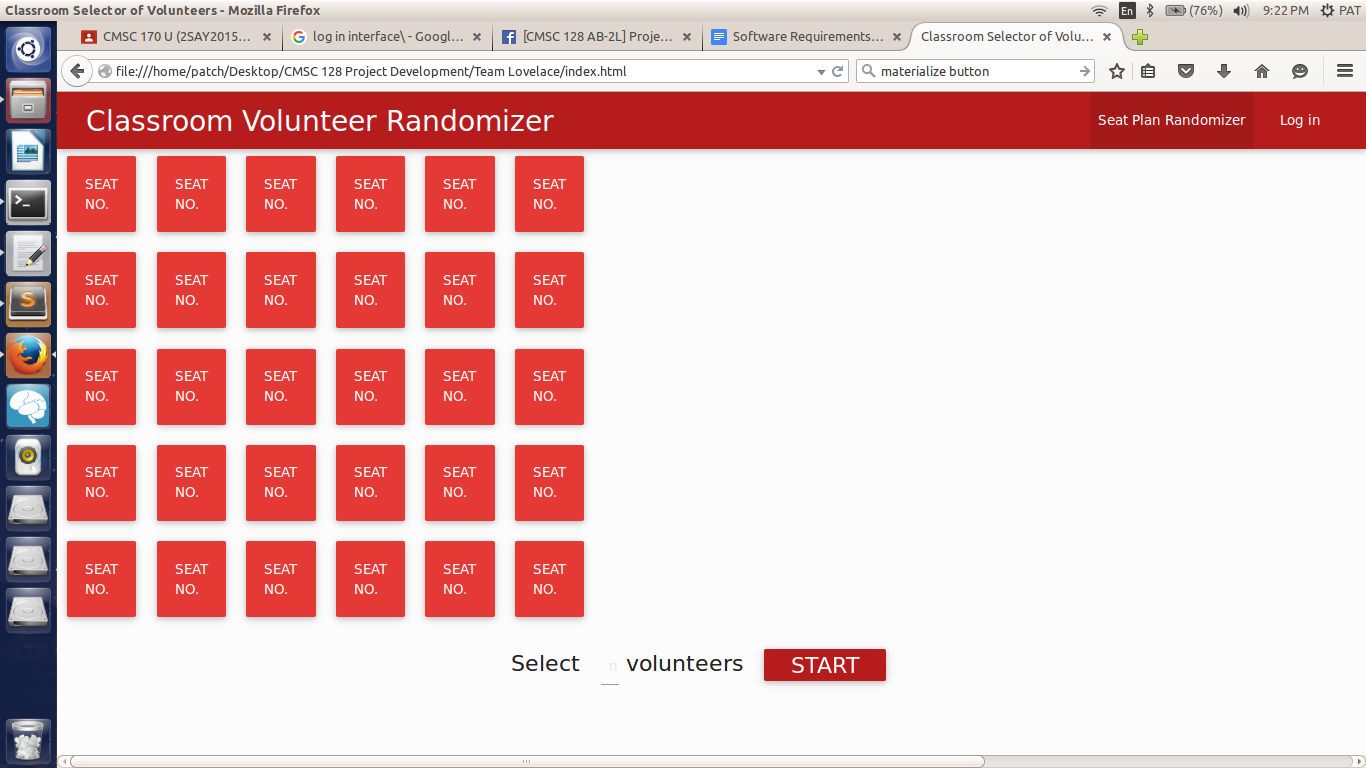 Classroom Selector of Volunteers - Mozilla Firefox
En (76%) 9:22 PM PAT
CMSC 170 U (2SAY2015... log in interface\ - Googl... [CMSC 128 AB-2L] Proje... Software Requirements... Classroom Selector of Volu...
file:///home/patch/Desktop/CMSC 128 Project Development/Team Lovelace/index.html materialize button
Classroom Volunteer Randomizer Seat Plan Randomizer Log in
SEAT SEAT SEAT SEAT SEAT SEAT
NO. NO. NO. NO. NO. NO.
SEAT SEAT SEAT SEAT SEAT SEAT
NO. NO. NO. NO. NO. NO.
SEAT SEAT SEAT SEAT SEAT SEAT
NO. NO. NO. NO. NO. NO.
SEAT SEAT SEAT SEAT SEAT SEAT
NO. NO. NO. NO. NO. NO.
SEAT SEAT SEAT SEAT SEAT SEAT
NO. NO. NO. NO. NO. NO.
Select n volunteers START